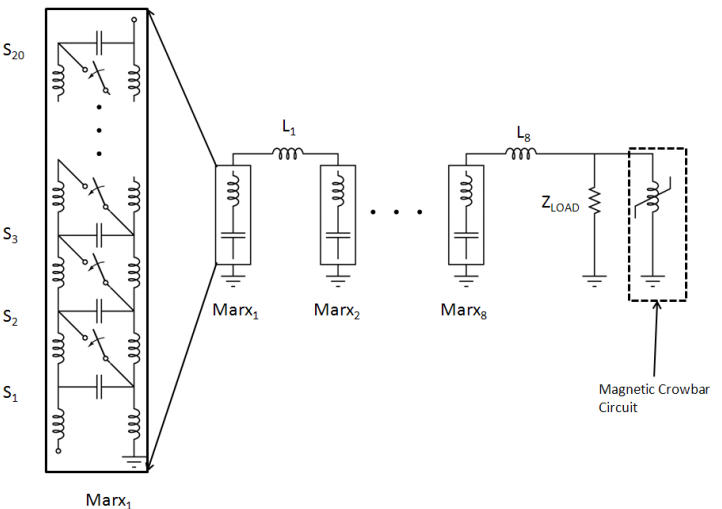 S20
S3
S2
S1
Marx1
L1
L8
ZLOAD
Marx1
Marx2
Marx8
Magnetic Crowbar
Circuit